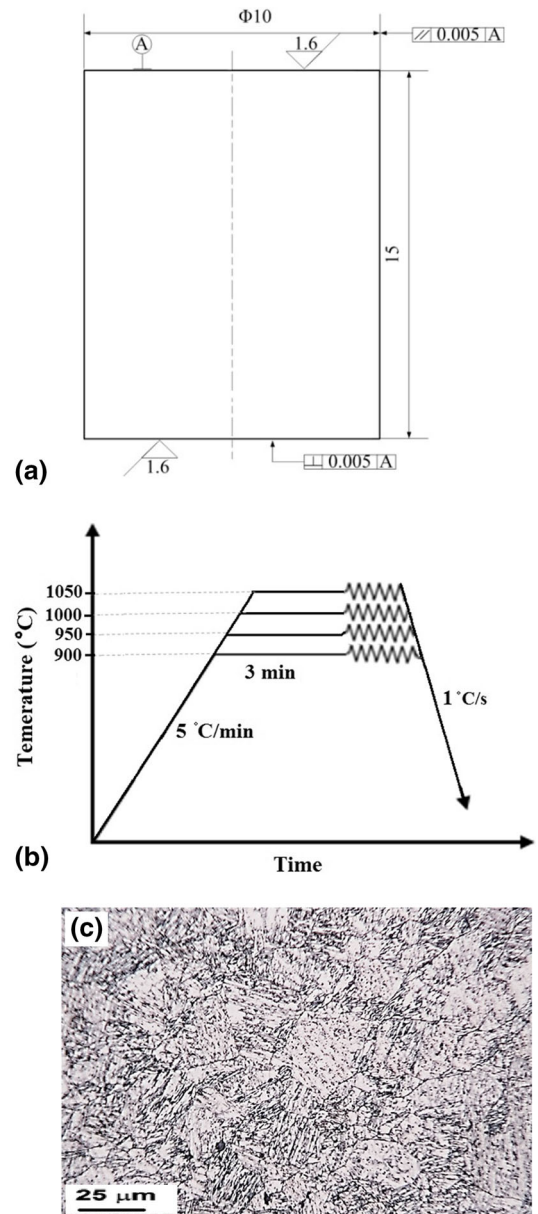 Φ10
A
1.6
// 0.005 A
15
1.6
⊥ 0.005 A
(a)
1050
1000
950
900
Temerature (°C)
3 min
5 °C/min
1 °C/s
(b)
Time
(c)
25 μm